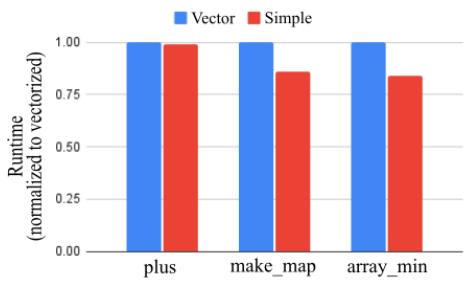 Vector Simple
Runtime
(normalized to vectorized)
1.00
0.75
0.50
0.25
0.00
plus make_map array_min